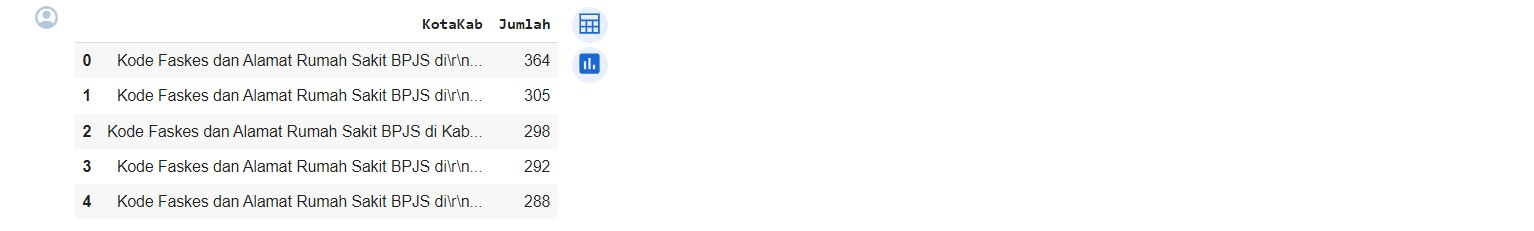 KotaKab Jumlah
0 Kode Faskes dan Alamat Rumah Sakit BPJS di\r\n... 364
1 Kode Faskes dan Alamat Rumah Sakit BPJS di\r\n... 305
2 Kode Faskes dan Alamat Rumah Sakit BPJS di Kab... 298
3 Kode Faskes dan Alamat Rumah Sakit BPJS di\r\n... 292
4 Kode Faskes dan Alamat Rumah Sakit BPJS di\r\n... 288